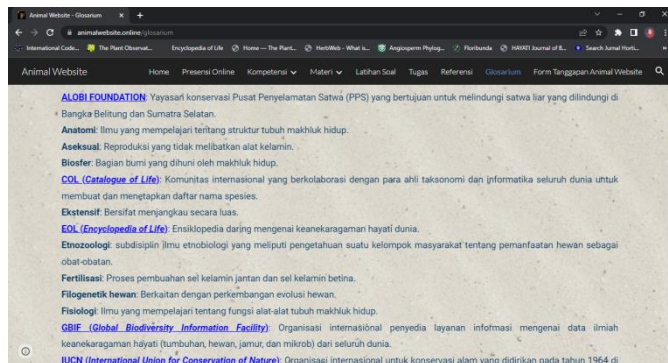 Animal Website - Glosarium
animalwebsite.online/glosarium
International Code... The Plant Observat... Encyclopedia of Life Home — The Plant... HerbWeb - What is... Angiosperm Phylog... Floribunda HAYATI Journal of B... Search Jurnal Horti...
Animal Website Home Presensi Online Kompetensi Materi Latihan Soal Tugas Referensi Glosarium Form Tanggapan Animal Website
ALOBI FOUNDATION: Yayasan konservasi Pusat Penyelamatan Satwa (PPS) yang bertujuan untuk melindungi satwa liar yang dilindungi di
Bangka Belitung dan Sumatra Selatan.
Anatomi: Ilmu yang mempelajari tentang struktur tubuh makhluk hidup.
Aseksual: Reproduksi yang tidak melibatkan alat kelamin.
Biosfer: Bagian bumi yang dihuni oleh makhluk hidup.
COL (Catalogue of Life): Komunitas internasional yang berkolaborasi dengan para ahli taksonomi dan informatika seluruh dunia untuk
membuat dan menetapkan daftar nama spesies.
Ekstensif: Bersifat menjangkau secara luas.
EOL (Encyclopedia of Life): Ensiklopedia daring mengenai keanekaragaman hayati dunia.
Etnozoologi: subdisiplin ilmu etnobiologi yang meliputi pengetahuan suatu kelompok masyarakat tentang pemanfaatan hewan sebagai
obat-obatan.
Fertilisasi: Proses pembuahan sel kelamin jantan dan sel kelamin betina.
Filogenetik hewan: Berkaitan dengan perkembangan evolusi hewan.
Fisiologi: Ilmu yang mempelajari tentang fungsi alat-alat tubuh makhluk hidup.
GBIF (Global Biodiversity Information Facility): Organisasi internasional penyedia layanan informasi mengenai data ilmiah
keanekaragaman hayati (tumbuhan, hewan, jamur, dan mikrob) dari seluruh dunia.
IUCN (International Union for Conservation of Nature): Organisasi internasional untuk konservasi alam yang didirikan pada tahun 1964 di